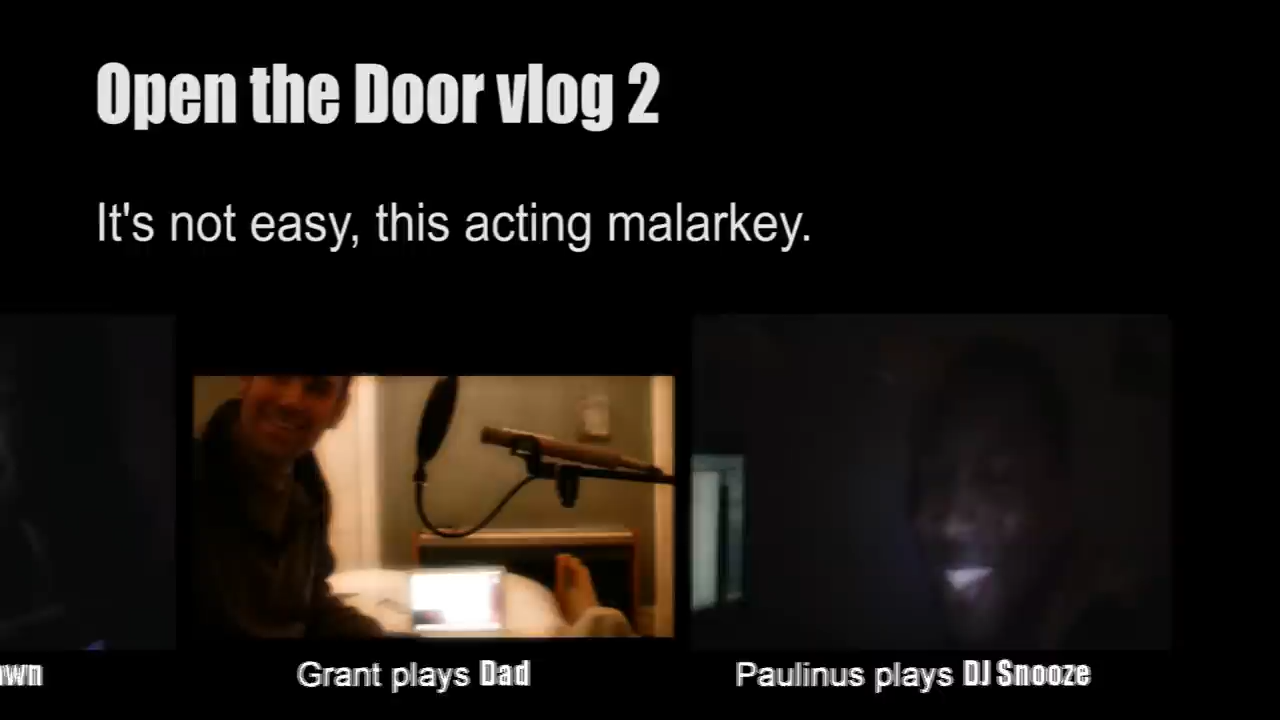 Open the Door vlog 2
It's not easy, this acting malarkey.
Grant plays Dad
Paulinus plays DJ Snooze